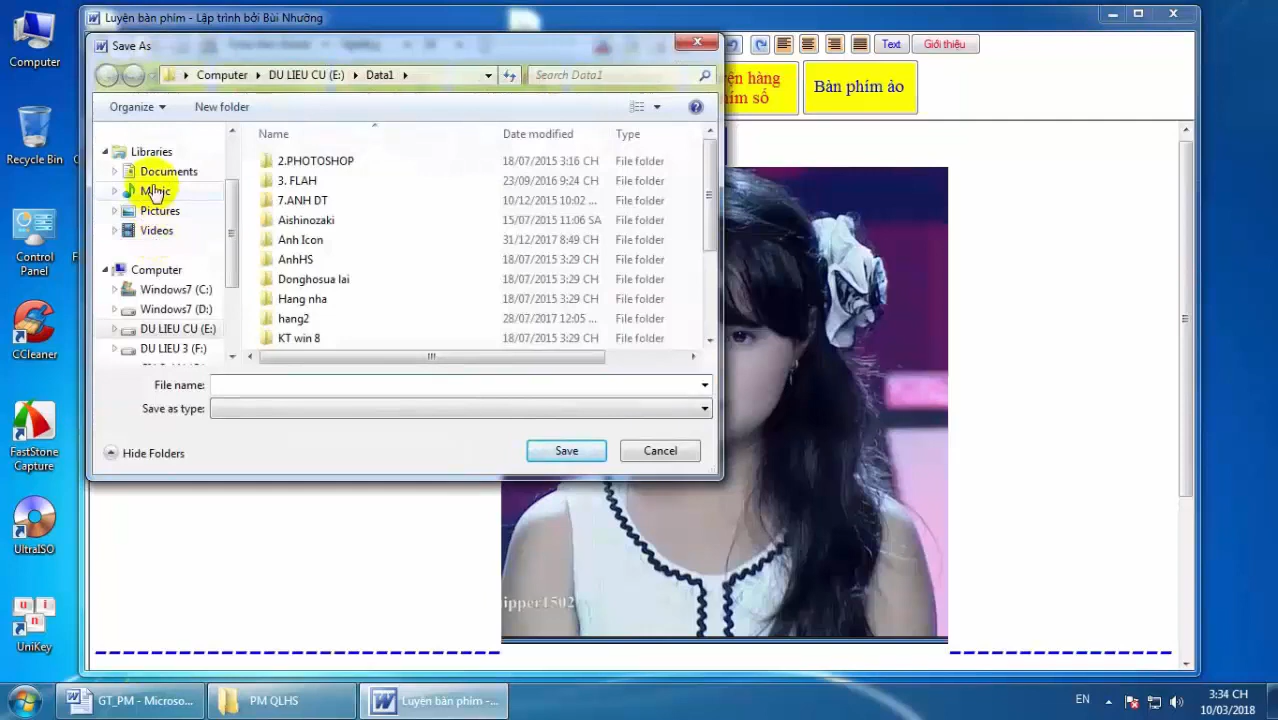 Luyện bàn phím - Lập trình bởi Bùi Nhưỡng
Computer
Recycle Bin
Control Panel
CCleaner
FastStone Capture
UltraISO
UniKey
Text
Giới thiệu
hàng
số
Bàn phím ảo
Save As
Computer
DU LIEU CU (E:)
Data1
Search Data1
Organize
New folder
Libraries
Documents
Music
Pictures
Videos
Computer
Windows7 (C:)
Windows7 (D:)
DU LIEU CU (E:)
DU LIEU 3 (F:)
Name Date modified Type
2.PHOTOSHOP 18/07/2015 3:16 CH File folder
3. FLAH 23/09/2016 9:24 CH File folder
7.ANH DT 10/12/2015 10:02 ... File folder
Aishinozaki 15/07/2015 11:06 SA File folder
Anh Icon 31/12/2017 8:49 CH File folder
AnhHS 18/07/2015 3:29 CH File folder
Donghosua lai 18/07/2015 3:29 CH File folder
Hang nha 18/07/2015 3:29 CH File folder
hang2 28/07/2017 12:05 ... File folder
KT win 8 18/07/2015 3:29 CH File folder
File name:
Save as type:
Hide Folders
Save
Cancel
ipper1502
GT_PM - Microso...
PM QLHS
Luyện bàn phím -...
EN
3:34 CH
10/03/2018